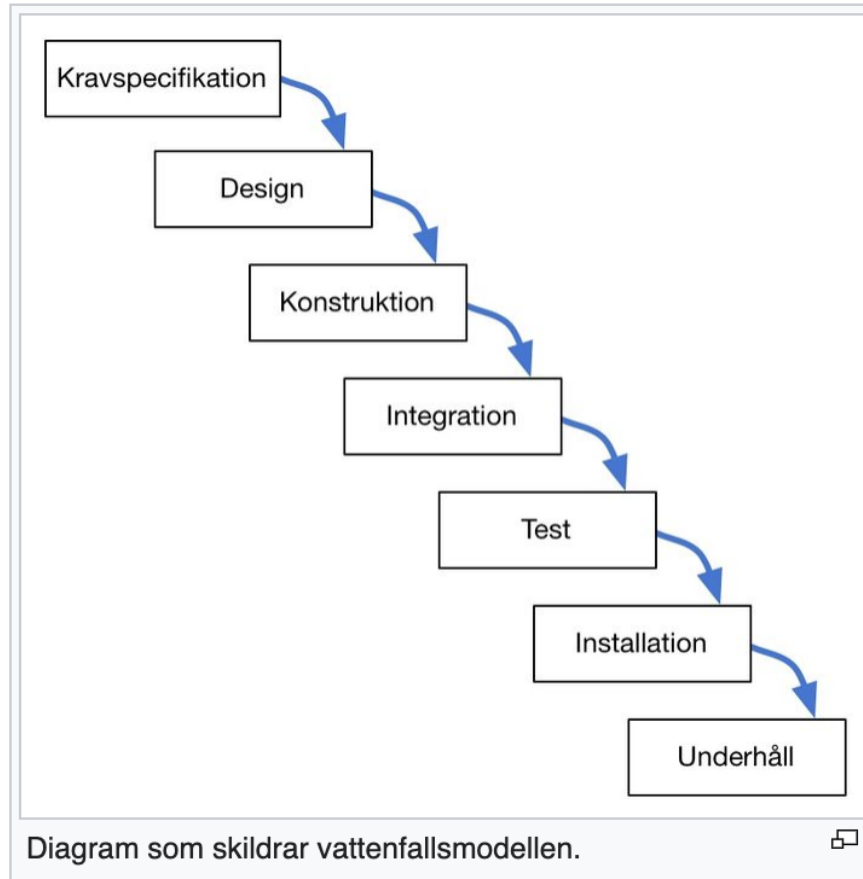 Kravspecifikation
Design
Konstruktion
Integration
Test
Installation
Underhåll
Diagram som skildrar vattenfallsmodellen.